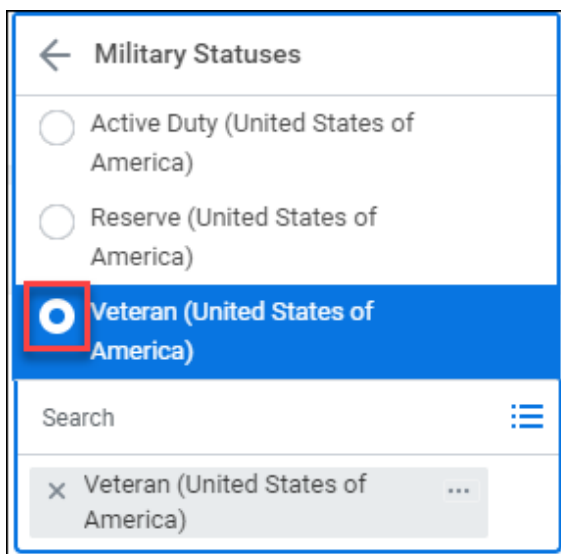 Military Statuses
Active Duty (United States of
America)
Reserve (United States of
America)
Veteran (United States of
America)
Search
Veteran (United States of
America)